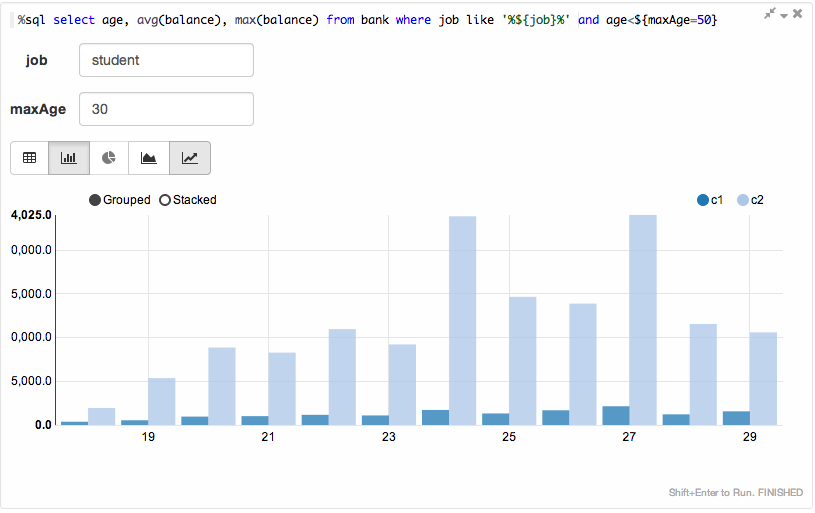 %sql select age, avg(balance), max(balance) from bank where job like '%${job}%' and age<${maxAge=50}
job student
maxAge 30
Grouped Stacked c1 c2
4,025.0
0,000.0
5,000.0
0,000.0
5,000.0
0.0
19 21 23 25 27 29
Shift+Enter to Run. FINISHED